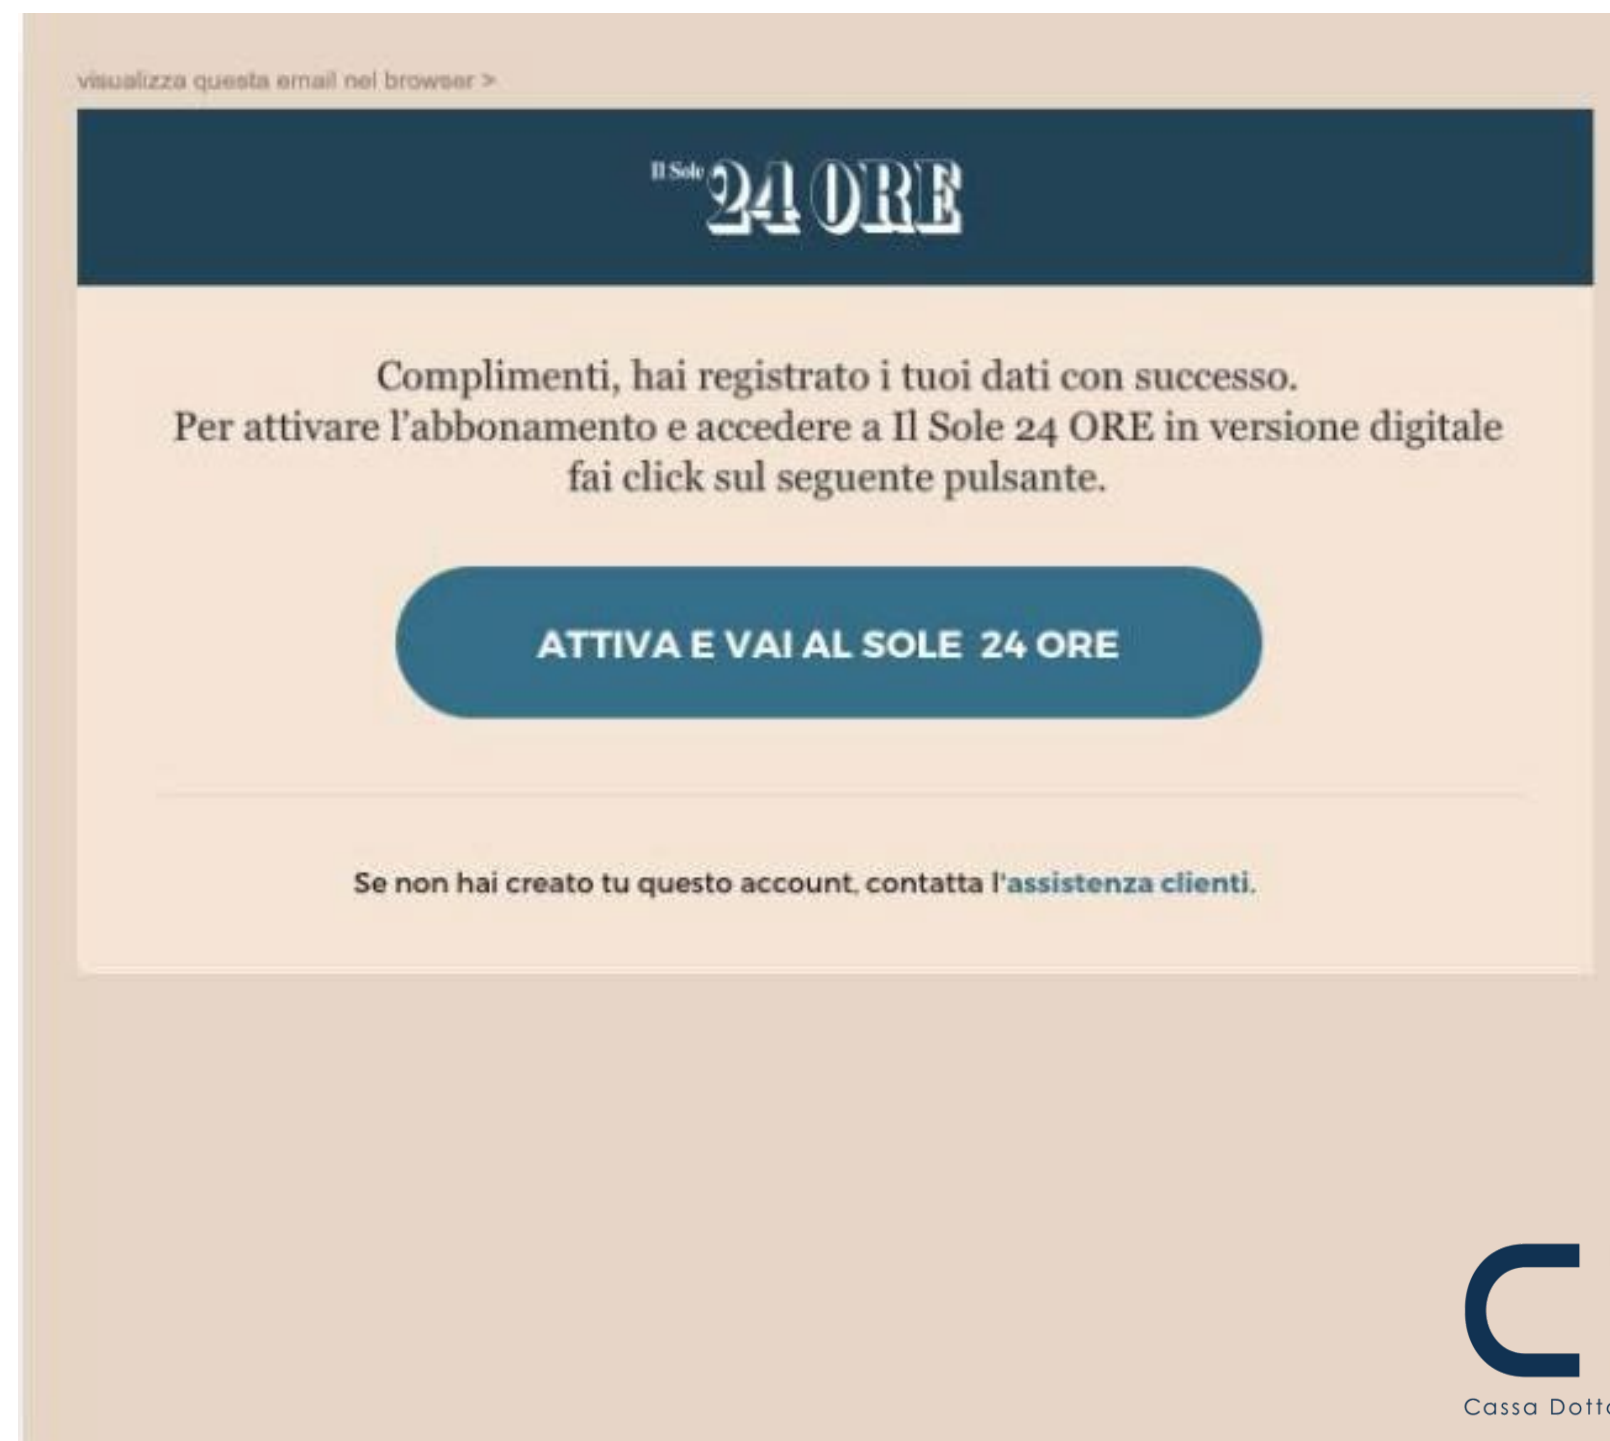 visualizza questa email nel browser >
Il Sole 24 ORE
Complimenti, hai registrato i tuoi dati con successo.
Per attivare l'abbonamento e accedere a Il Sole 24 ORE in versione digitale
fai click sul seguente pulsante.
ATTIVA E VAI AL SOLE 24 ORE
Se non hai creato tu questo account, contatta l'assistenza clienti.
Cassa